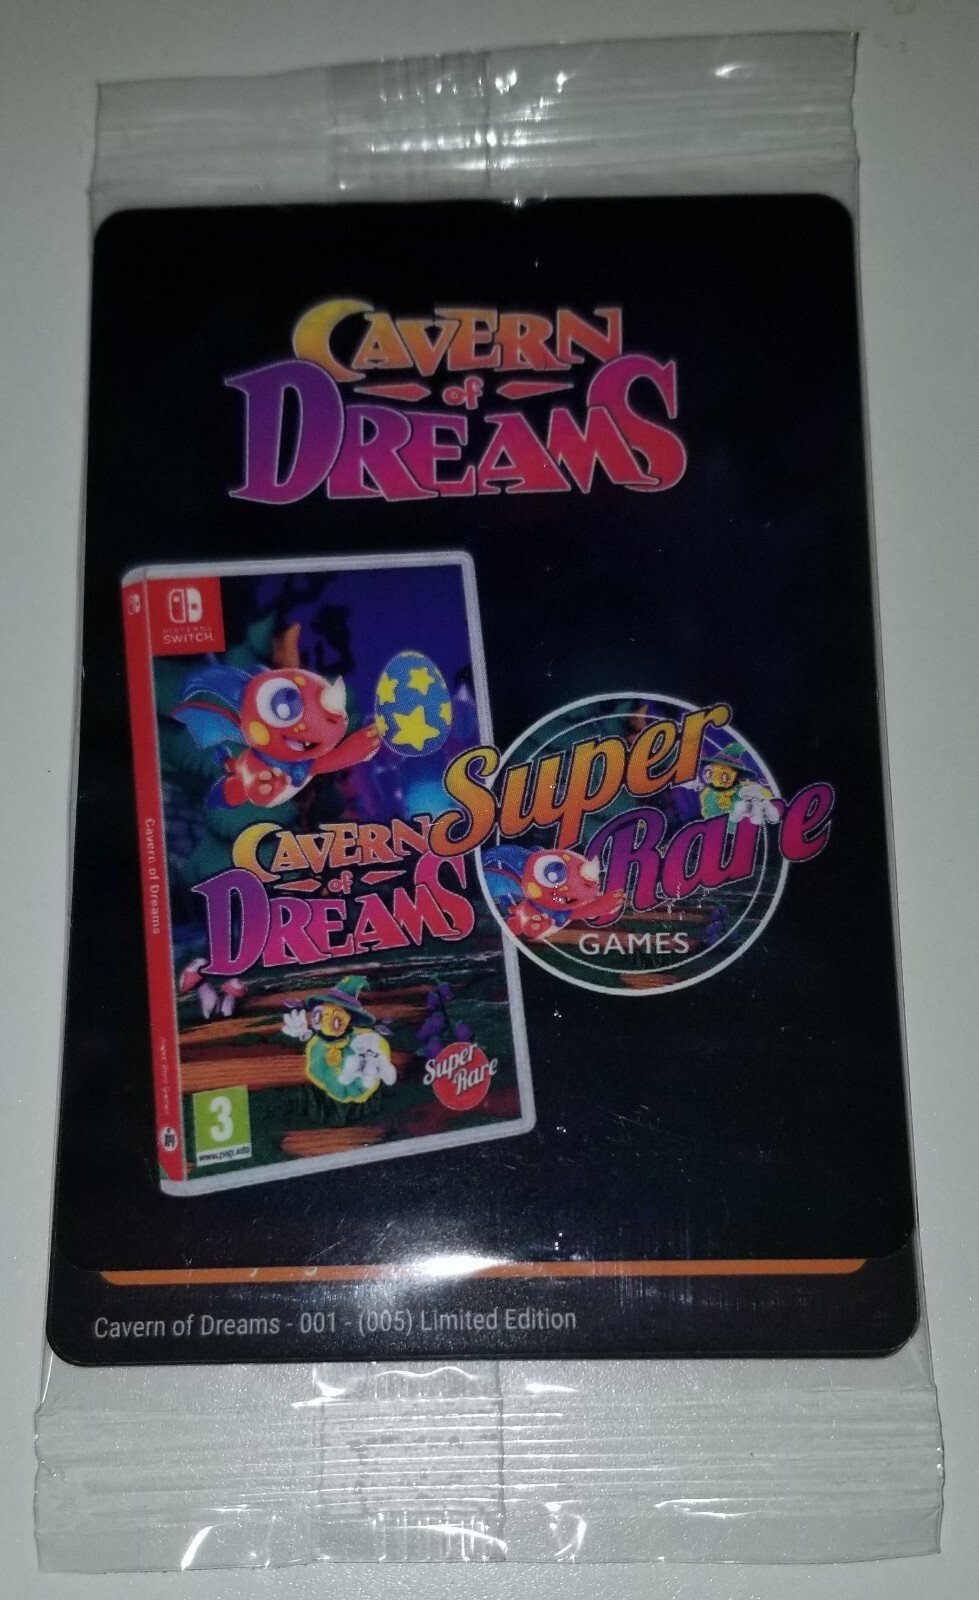 CAVERN
of
DREAMS
NINTENDO
SWITCH
Cavern of Dreams
CAVERN
of
DREAMS
Super
Rare
3
www.pegi.info
Super
Rare
GAMES
Cavern of Dreams - 001 - (005) Limited Edition